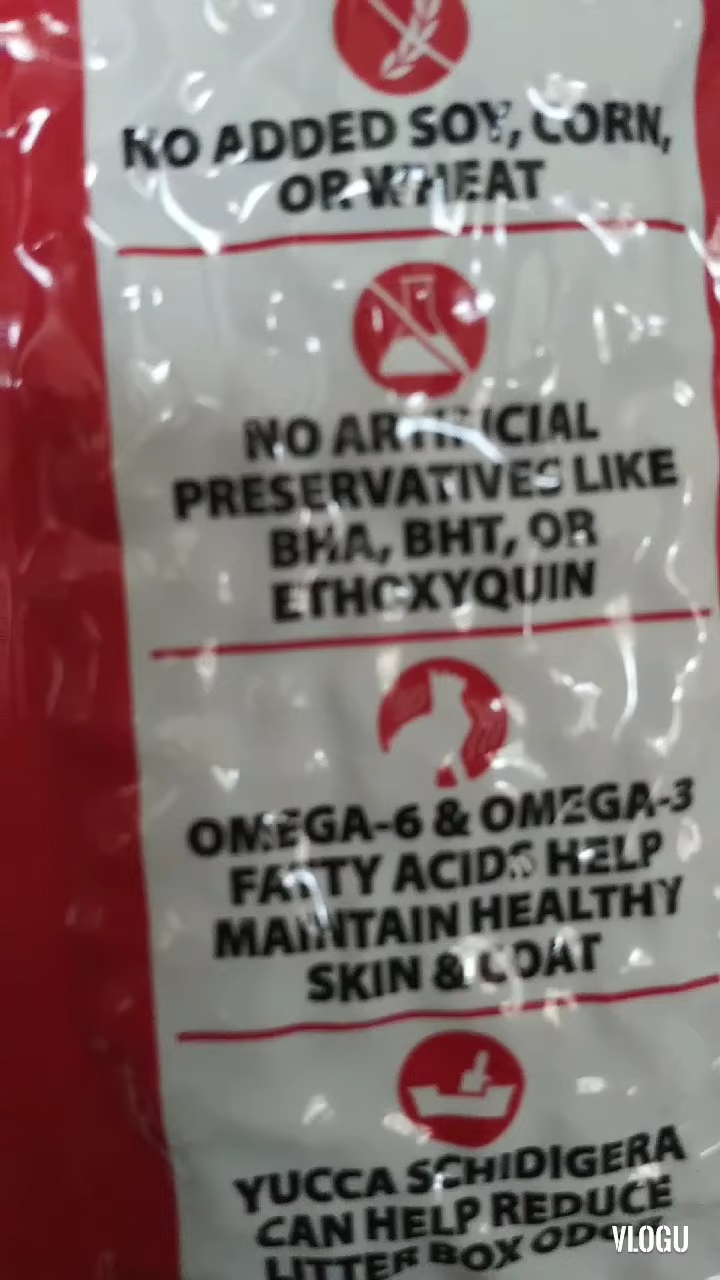 NO ADDED SOY, CORN,
OR WHEAT
NO ARTIFICIAL
PRESERVATIVES LIKE
BHA, BHT, OR
ETHOXYQUIN
OMEGA-6 & OMEGA-3
FATTY ACIDS HELP
MAINTAIN HEALTHY
SKIN & COAT
YUCCA SCHIDIGERA
CAN HELP REDUCE
LITTER BOX ODOR
VLOGU